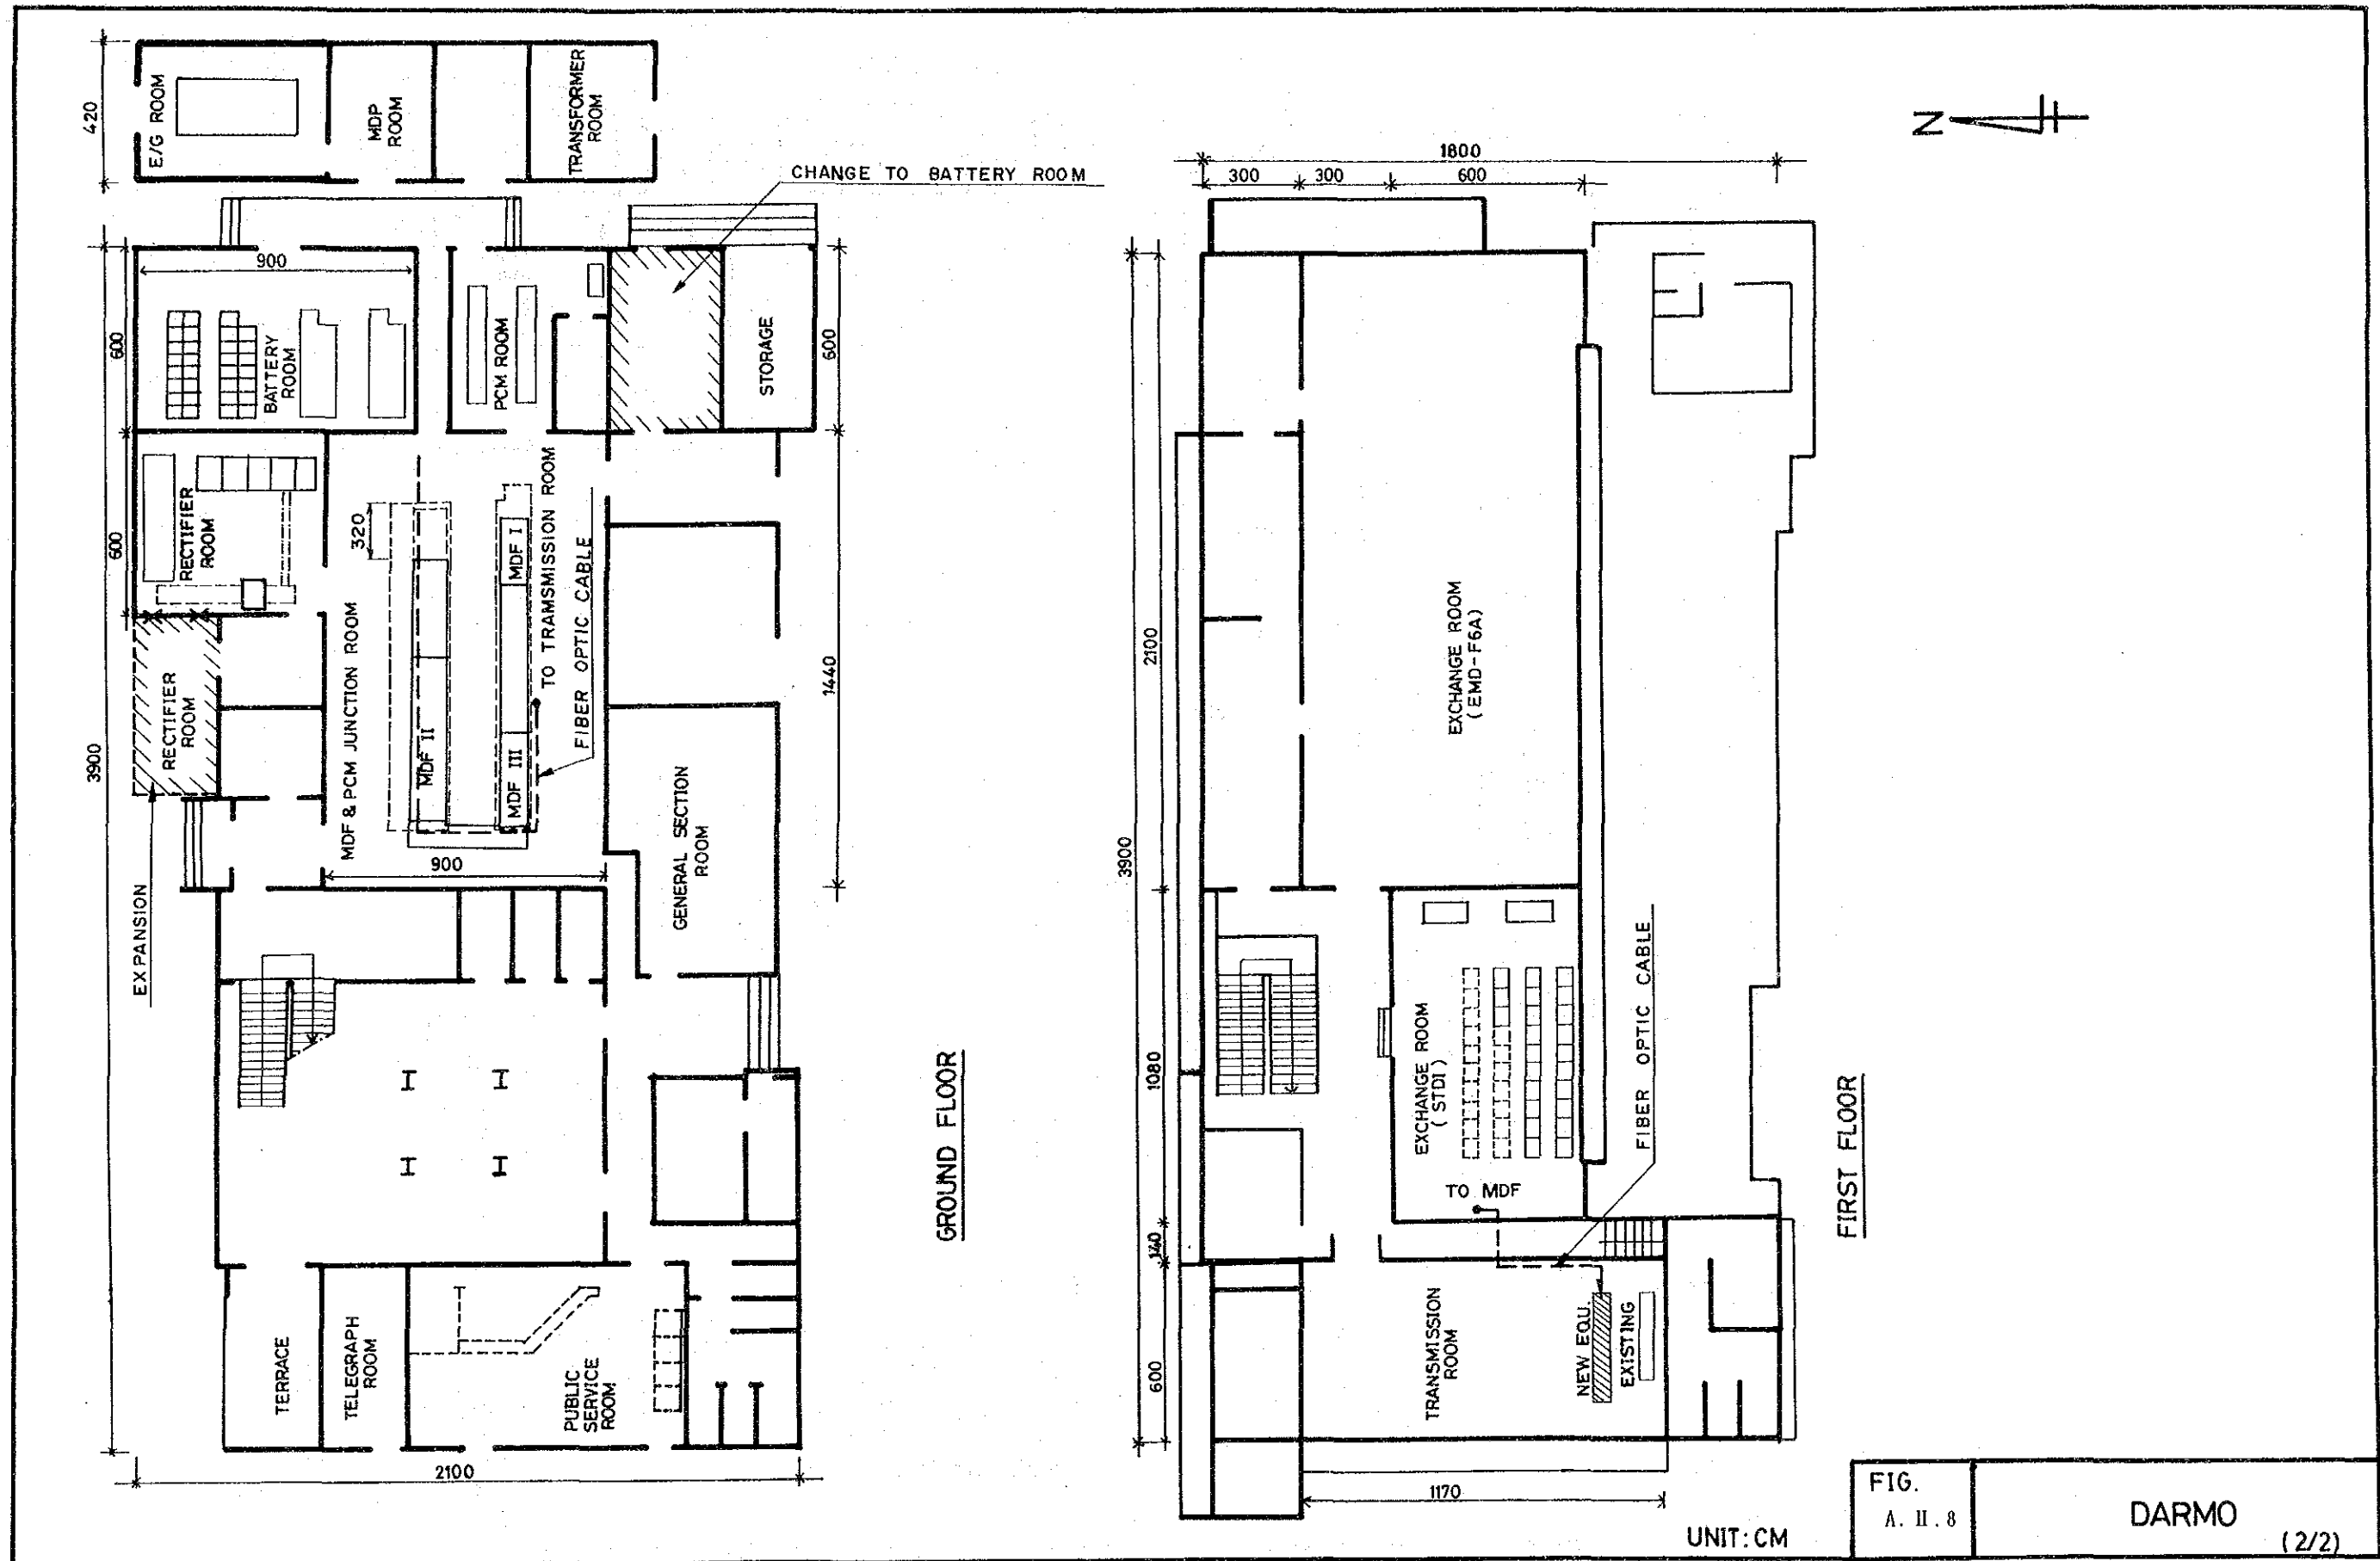 420
E/G ROOM
MDP
ROOM
TRANSFORMER
ROOM
CHANGE TO BATTERY ROOM
900
600
BATTERY
ROOM
PCM ROOM
STORAGE
600
600
RECTIFIER
ROOM
320
MDF I
TO TRAMSMISSION ROOM
FIBER OPTIC CABLE
MDF & PCM JUNCTION ROOM
RECTIFIER
ROOM
MDF II
MDF III
1440
3900
900
GENERAL SECTION
ROOM
EXPANSION
TERRACE
TELEGRAPH
ROOM
PUBLIC
SERVICE
ROOM
2100
GROUND FLOOR
N
1800
300
300
600
2100
3900
EXCHANGE ROOM
( EMD-F6A)
1080
EXCHANGE ROOM
( STDI )
FIBER OPTIC CABLE
TO MDF
140
600
TRANSMISSION
ROOM
NEW EQU.
EXISTING
1170
FIRST FLOOR
UNIT: CM
FIG.
A. II. 8
DARMO
(2/2)